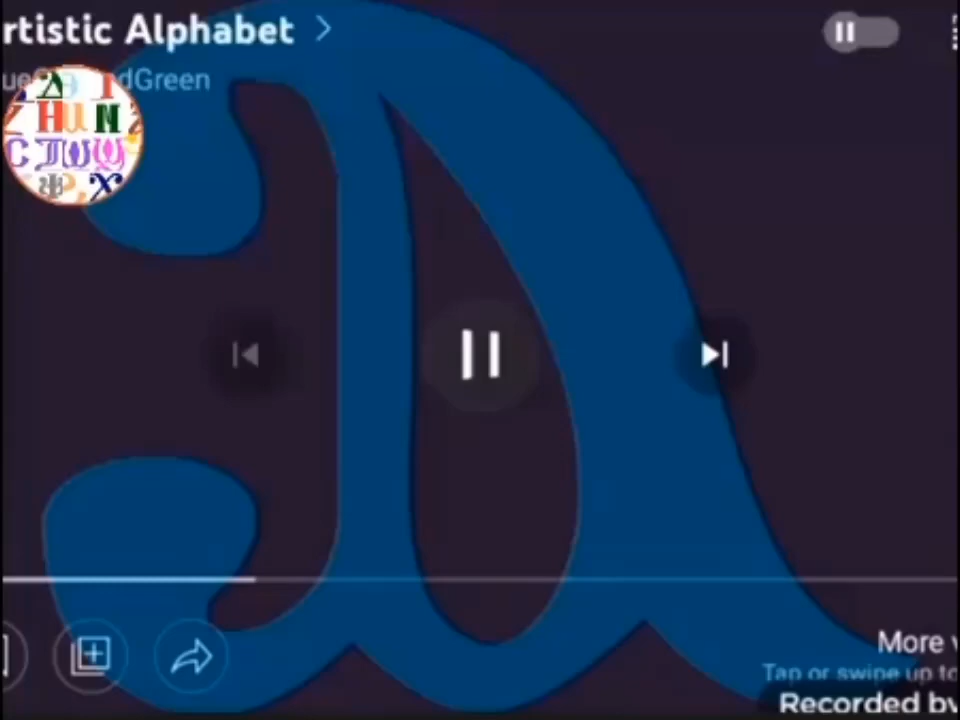 rtistic Alphabet
dGreen
More
Tap or swipe up to
Recorded by